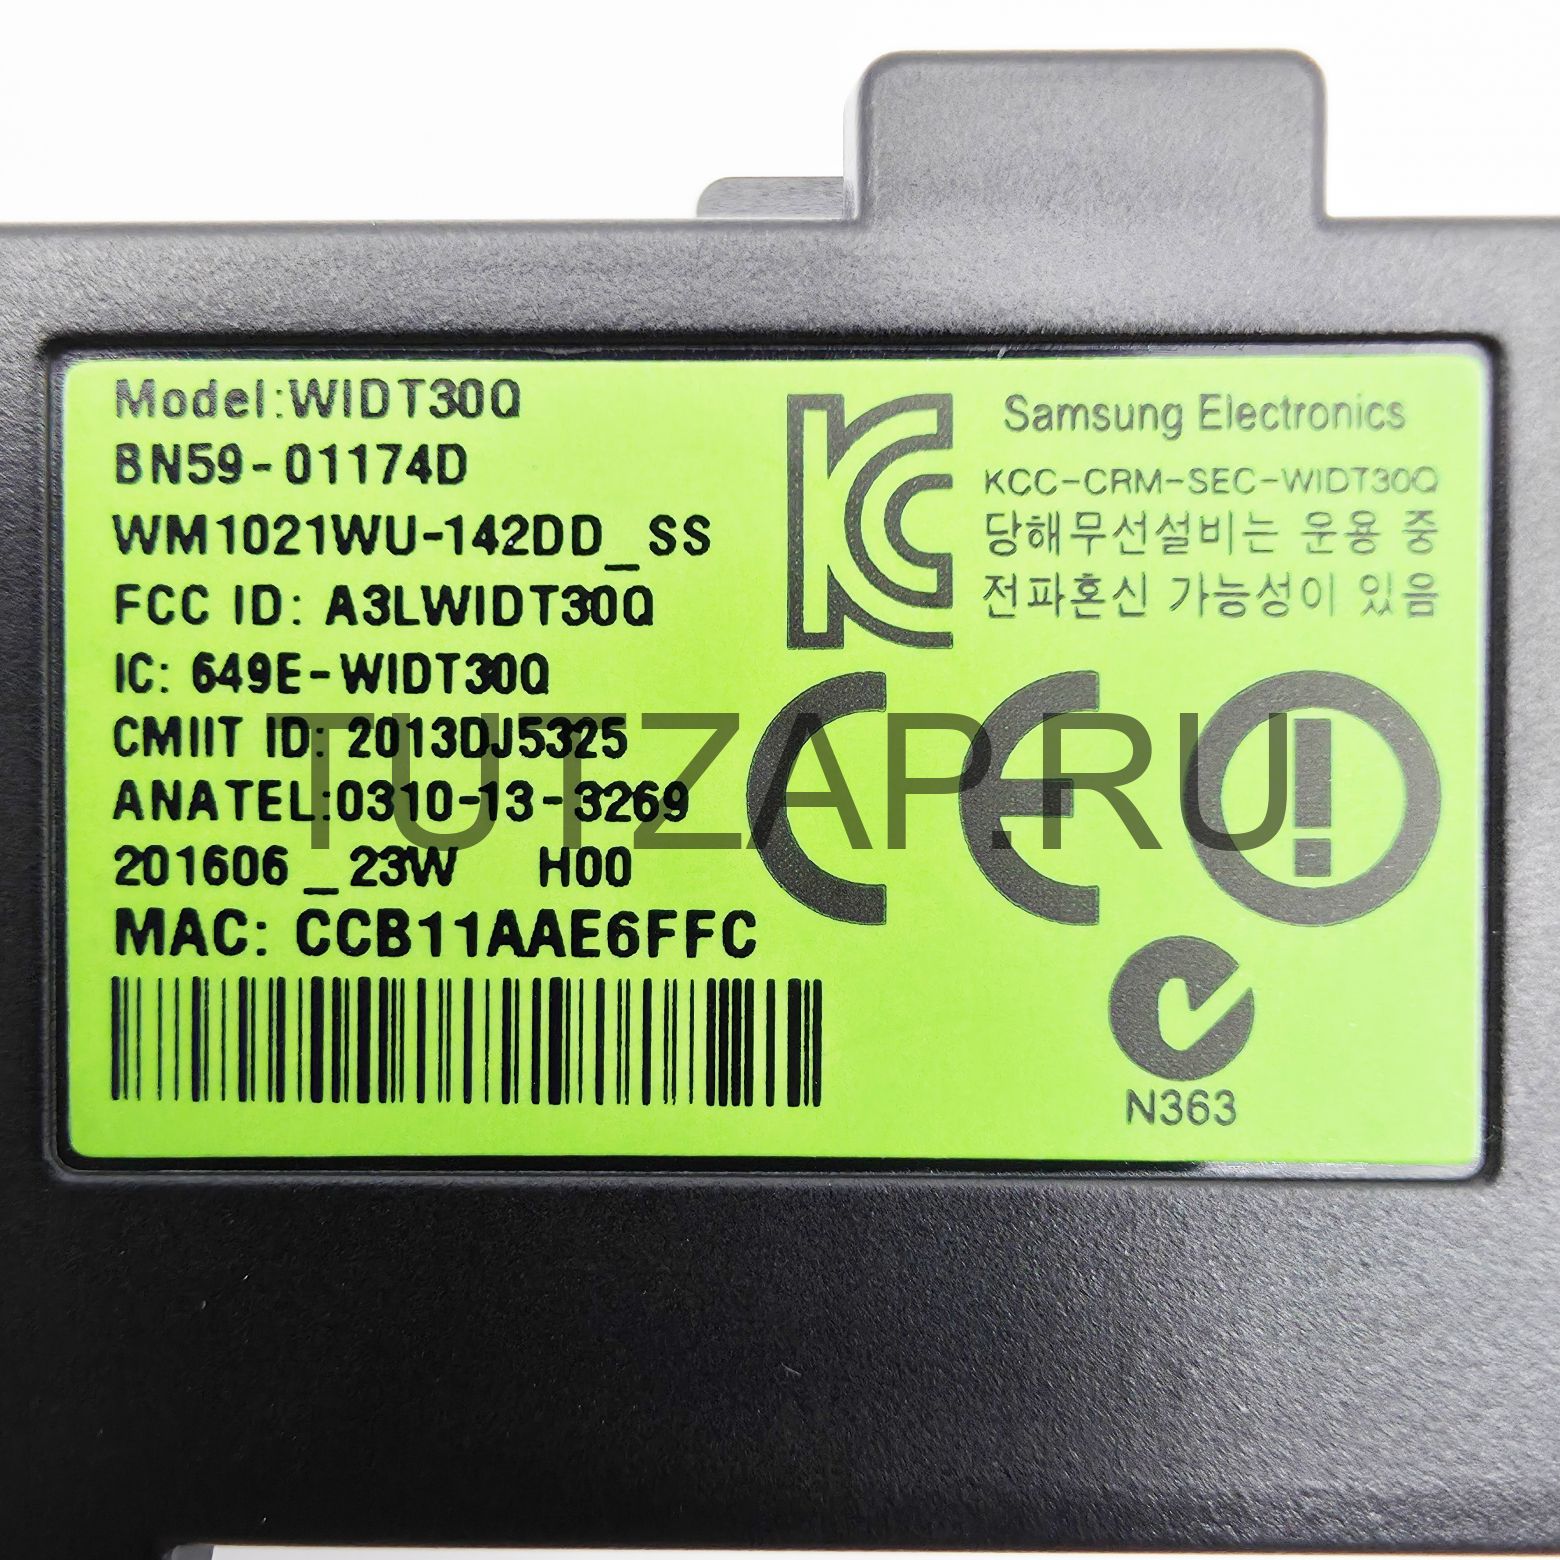 Model:WIDT30Q
BN59-01174D
WM1021WU-142DD_SS
FCC ID: A3LWIDT30Q
IC: 649E-WIDT30Q
CMIIT ID: 2013DJ5325
ANATEL:0310-13-3269
201606_23W H00
MAC: CCB11AAE6FFC
Samsung Electronics
KCC-CRM-SEC-WIDT30Q
당해무선설비는 운용 중
전파혼신 가능성이 있음
N363
TUTZAP.RU